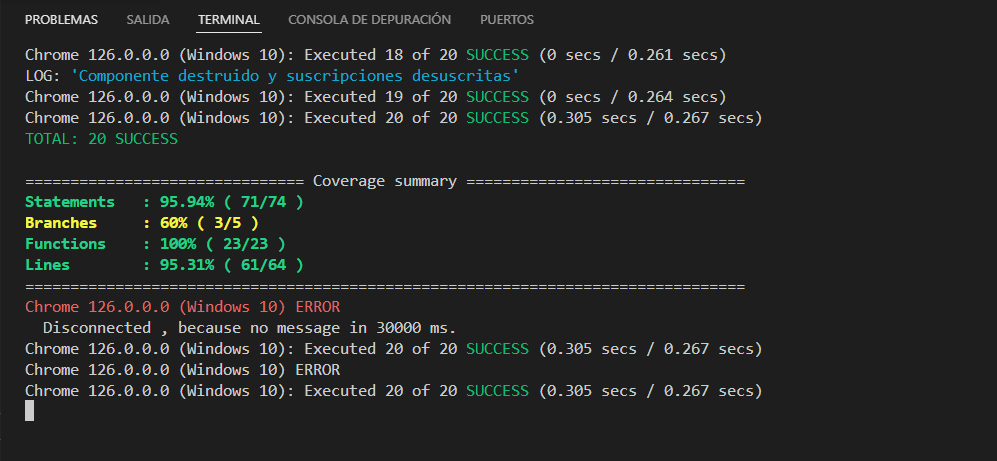 PROBLEMAS SALIDA TERMINAL CONSOLA DE DEPURACIÓN PUERTOS
Chrome 126.0.0.0 (Windows 10): Executed 18 of 20 SUCCESS (0 secs / 0.261 secs)
LOG: 'Componente destruido y suscripciones desuscritas'
Chrome 126.0.0.0 (Windows 10): Executed 19 of 20 SUCCESS (0 secs / 0.264 secs)
Chrome 126.0.0.0 (Windows 10): Executed 20 of 20 SUCCESS (0.305 secs / 0.267 secs)
TOTAL: 20 SUCCESS
=============================== Coverage summary ===============================
Statements   : 95.94% ( 71/74 )
Branches     : 60% ( 3/5 )
Functions    : 100% ( 23/23 )
Lines        : 95.31% ( 61/64 )
================================================================================
Chrome 126.0.0.0 (Windows 10) ERROR
  Disconnected , because no message in 30000 ms.
Chrome 126.0.0.0 (Windows 10): Executed 20 of 20 SUCCESS (0.305 secs / 0.267 secs)
Chrome 126.0.0.0 (Windows 10) ERROR
Chrome 126.0.0.0 (Windows 10): Executed 20 of 20 SUCCESS (0.305 secs / 0.267 secs)